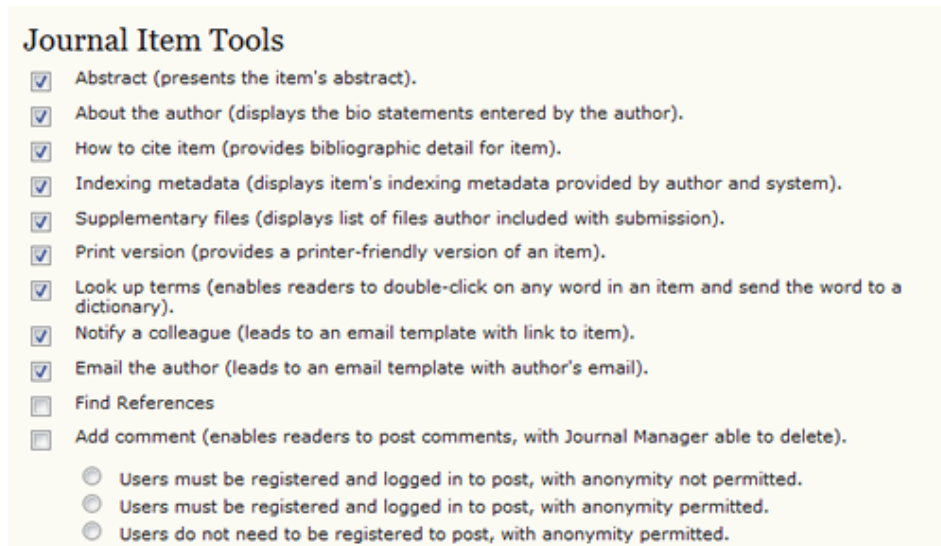 Journal Item Tools
Abstract (presents the item's abstract).
About the author (displays the bio statements entered by the author).
How to cite item (provides bibliographic detail for item).
Indexing metadata (displays item's indexing metadata provided by author and system).
Supplementary files (displays list of files author included with submission).
Print version (provides a printer-friendly version of an item).
Look up terms (enables readers to double-click on any word in an item and send the word to a
dictionary).
Notify a colleague (leads to an email template with link to item).
Email the author (leads to an email template with author's email).
Find References
Add comment (enables readers to post comments, with Journal Manager able to delete).
Users must be registered and logged in to post, with anonymity not permitted.
Users must be registered and logged in to post, with anonymity permitted.
Users do not need to be registered to post, with anonymity permitted.